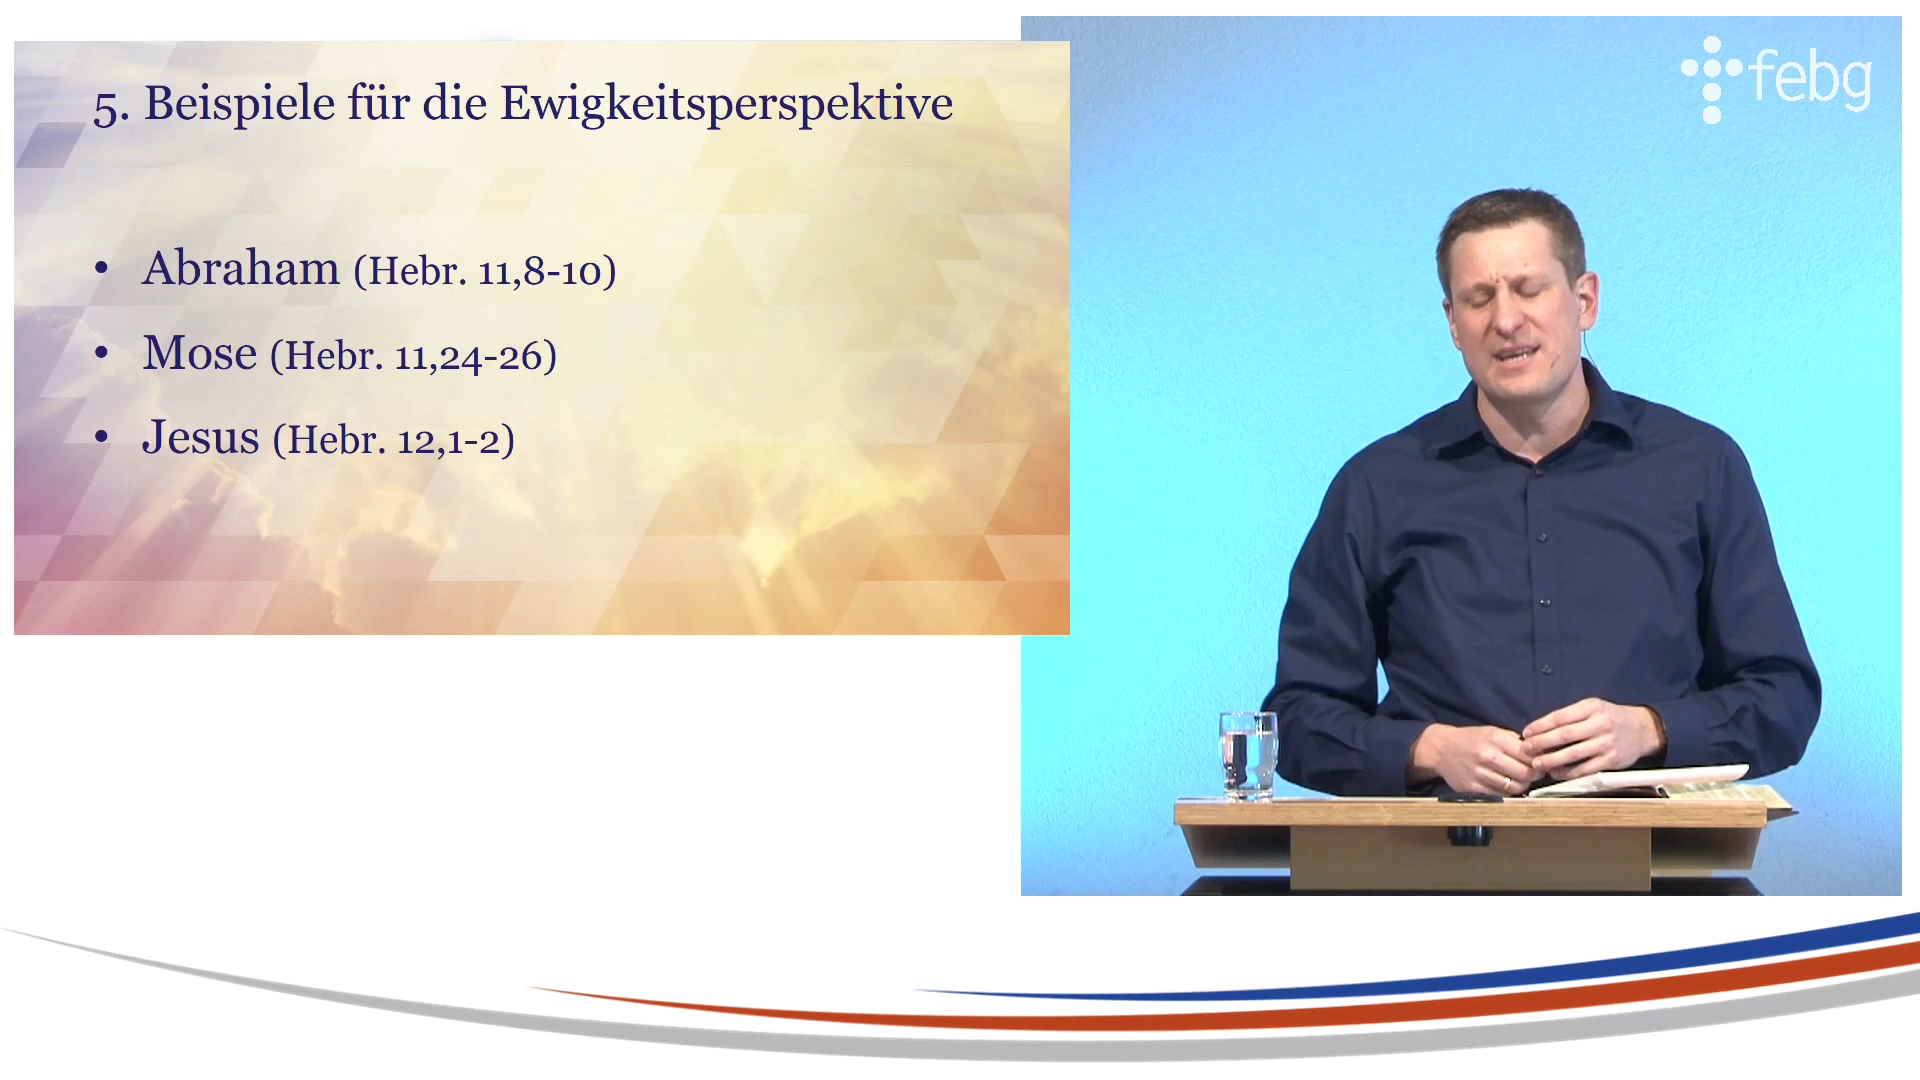 5. Beispiele für die Ewigkeitsperspektive
• Abraham (Hebr. 11,8-10)
• Mose (Hebr. 11,24-26)
• Jesus (Hebr. 12,1-2)
febg